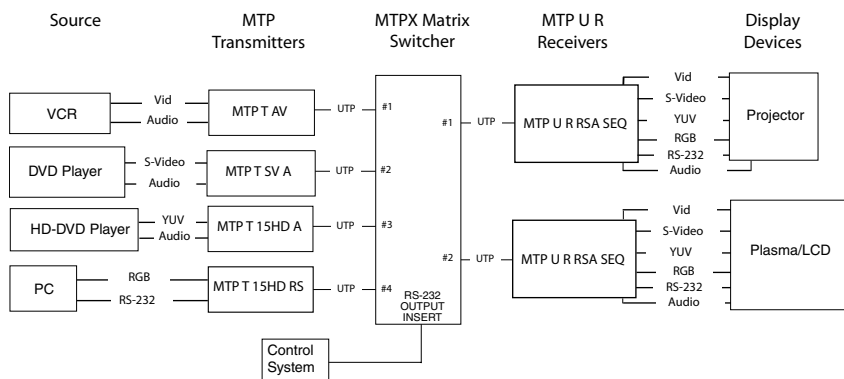 Source
MTP
Transmitters
MTPX Matrix
Switcher
MTP U R
Receivers
Display
Devices
VCR
Vid
Audio
MTP T AV
UTP
#1
DVD Player
S-Video
Audio
MTP T SV A
UTP
#2
HD-DVD Player
YUV
Audio
MTP T 15HD A
UTP
#3
PC
RGB
RS-232
MTP T 15HD RS
UTP
#4
RS-232
OUTPUT
INSERT
Control
System
#1
UTP
MTP U R RSA SEQ
Vid
S-Video
YUV
RGB
RS-232
Audio
Projector
#2
UTP
MTP U R RSA SEQ
Vid
S-Video
YUV
RGB
RS-232
Audio
Plasma/LCD